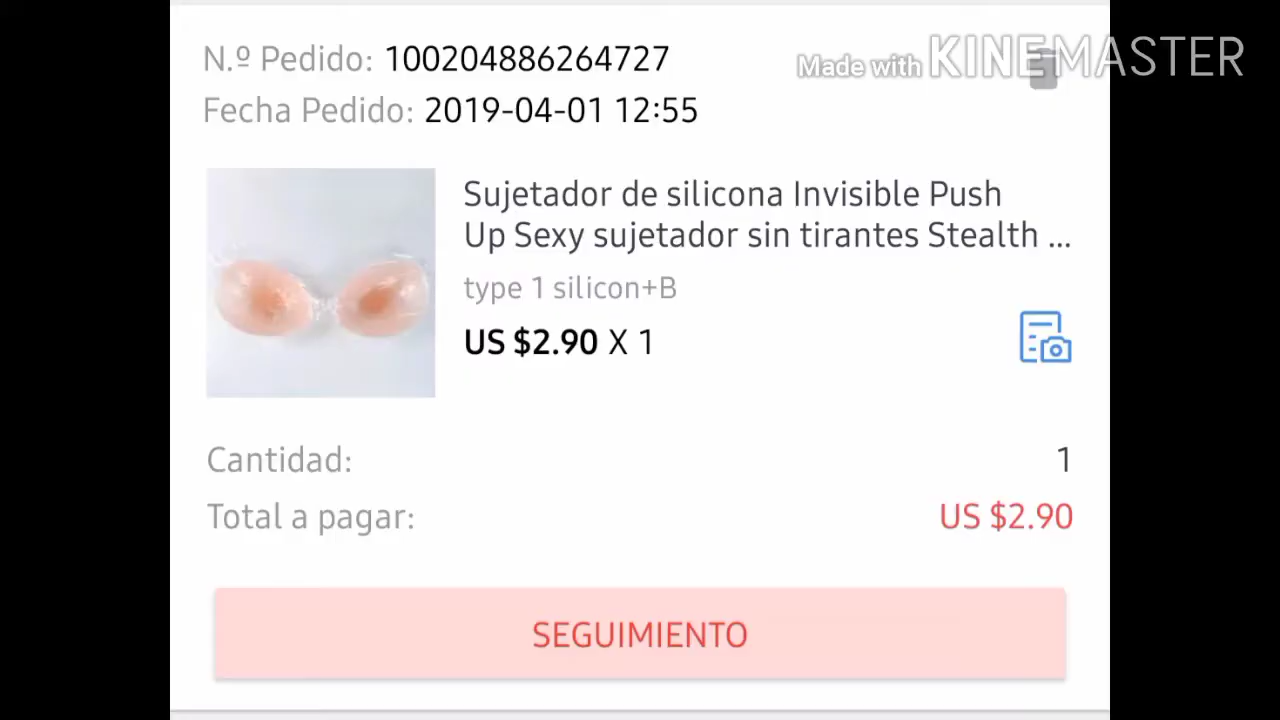 N.º Pedido: 100204886264727
Made with KINEMASTER
Fecha Pedido: 2019-04-01 12:55
Sujetador de silicona Invisible Push
Up Sexy sujetador sin tirantes Stealth ...
type 1 silicon+B
US $2.90 X 1
Cantidad: 1
Total a pagar: US $2.90
SEGUIMIENTO